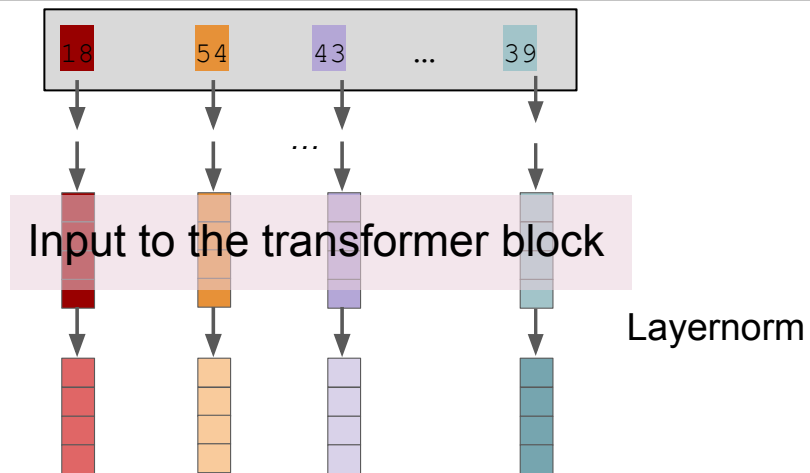 18 54 43 ... 39
...
Input to the transformer block
Layernorm